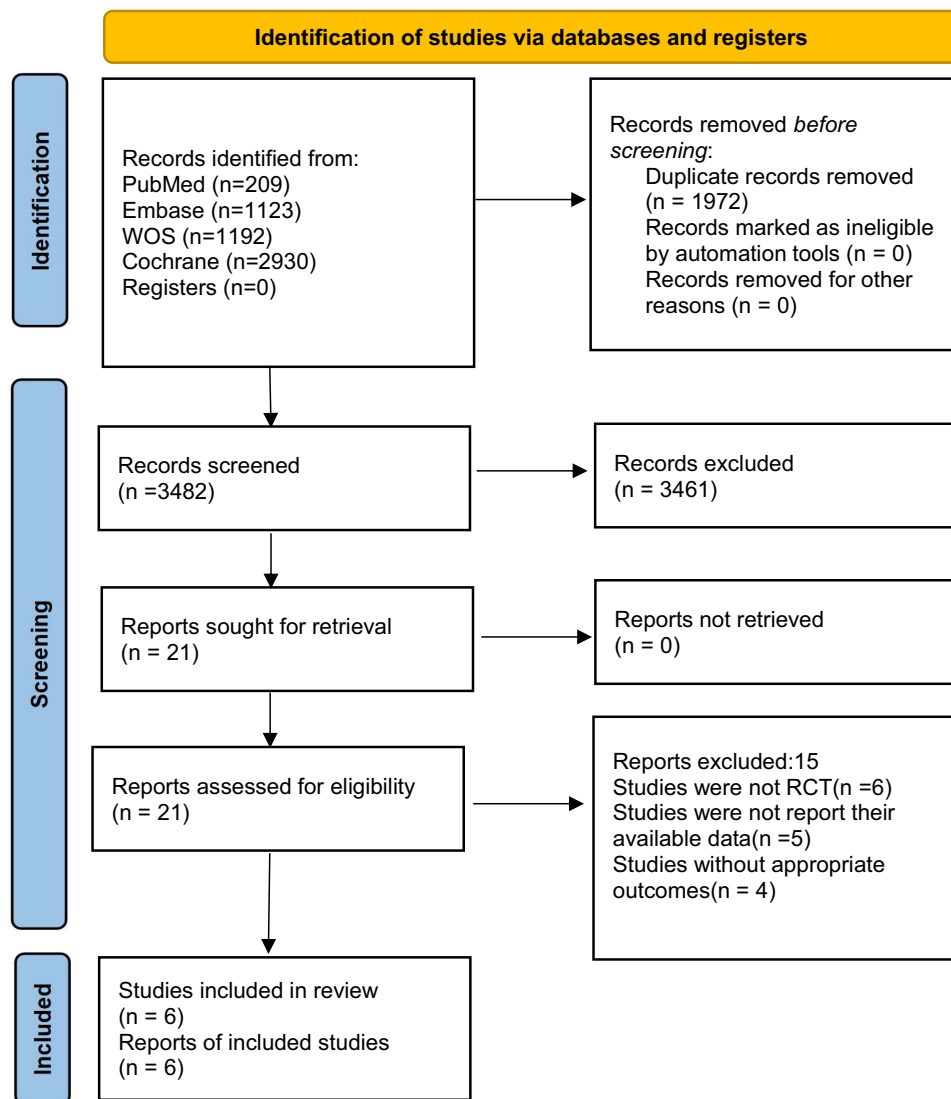 Identification of studies via databases and registers
Identification
Records identified from:
PubMed (n=209)
Embase (n=1123)
WOS (n=1192)
Cochrane (n=2930)
Registers (n=0)
Records removed before
screening:
Duplicate records removed
(n = 1972)
Records marked as ineligible
by automation tools (n = 0)
Records removed for other
reasons (n = 0)
Screening
Records screened
(n =3482)
Records excluded
(n = 3461)
Reports sought for retrieval
(n = 21)
Reports not retrieved
(n = 0)
Reports assessed for eligibility
(n = 21)
Reports excluded:15
Studies were not RCT(n =6)
Studies were not report their
available data(n =5)
Studies without appropriate
outcomes(n = 4)
Included
Studies included in review
(n = 6)
Reports of included studies
(n = 6)